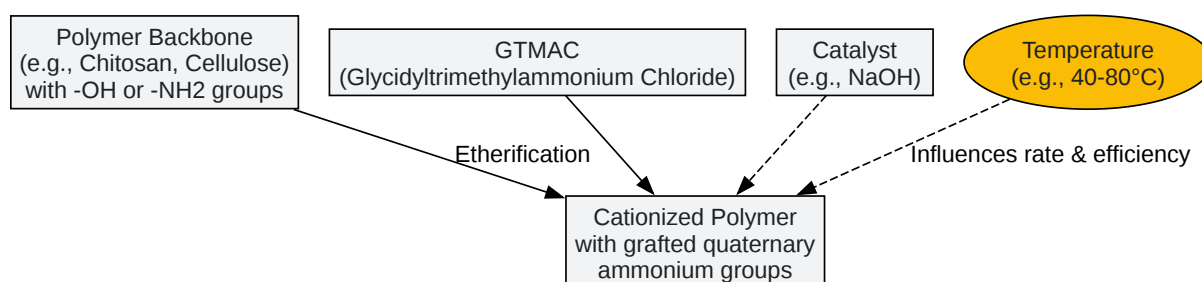 Polymer Backbone
(e.g., Chitosan, Cellulose)
with -OH or -NH2 groups
GTMAC
(Glycidyltrimethylammonium Chloride)
Catalyst
(e.g., NaOH)
Temperature
(e.g., 40-80°C)
Etherification
Influences rate & efficiency
Cationized Polymer
with grafted quaternary
ammonium groups